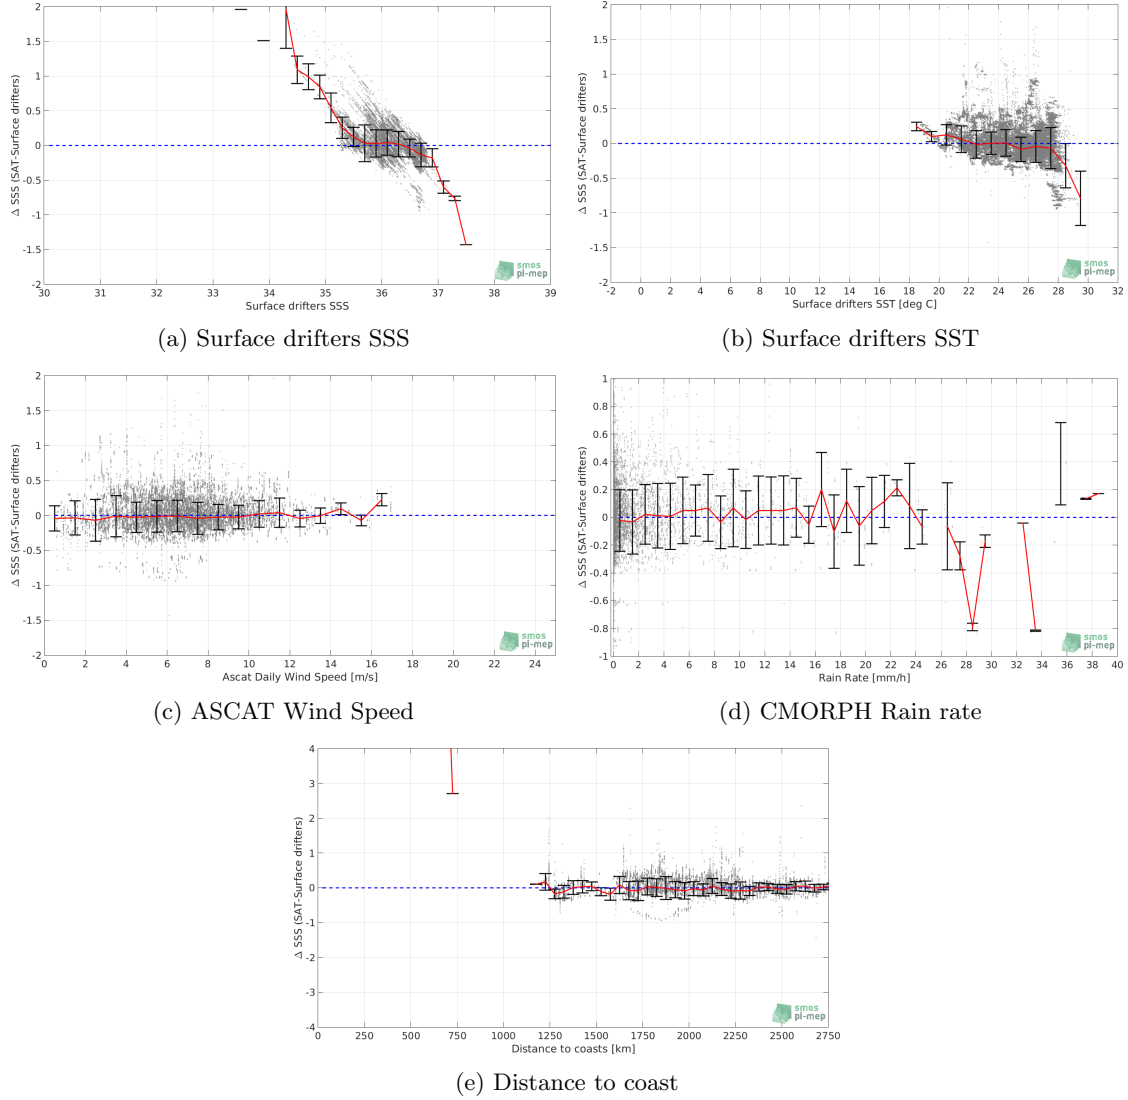 2
1.5
1
0.5
0
-0.5
-1
-1.5
-2
Δ SSS (SAT-Surface drifters)
30 31 32 33 34 35 36 37 38 39
Surface drifters SSS
smos
pi-mep
(a) Surface drifters SSS
2
1.5
1
0.5
0
-0.5
-1
-1.5
-2
Δ SSS (SAT-Surface drifters)
-2 0 2 4 6 8 10 12 14 16 18 20 22 24 26 28 30 32
Surface drifters SST [deg C]
smos
pi-mep
(b) Surface drifters SST
2
1.5
1
0.5
0
-0.5
-1
-1.5
-2
Δ SSS (SAT-Surface drifters)
0 2 4 6 8 10 12 14 16 18 20 22 24
Ascat Daily Wind Speed [m/s]
smos
pi-mep
(c) ASCAT Wind Speed
1
0.8
0.6
0.4
0.2
0
-0.2
-0.4
-0.6
-0.8
-1
Δ SSS (SAT-Surface drifters)
0 2 4 6 8 10 12 14 16 18 20 22 24 26 28 30 32 34 36 38 40
Rain Rate [mm/h]
smos
pi-mep
(d) CMORPH Rain rate
4
3
2
1
0
-1
-2
-3
-4
Δ SSS (SAT-Surface drifters)
0 250 500 750 1000 1250 1500 1750 2000 2250 2500 2750
Distance to coasts [km]
smos
pi-mep
(e) Distance to coast